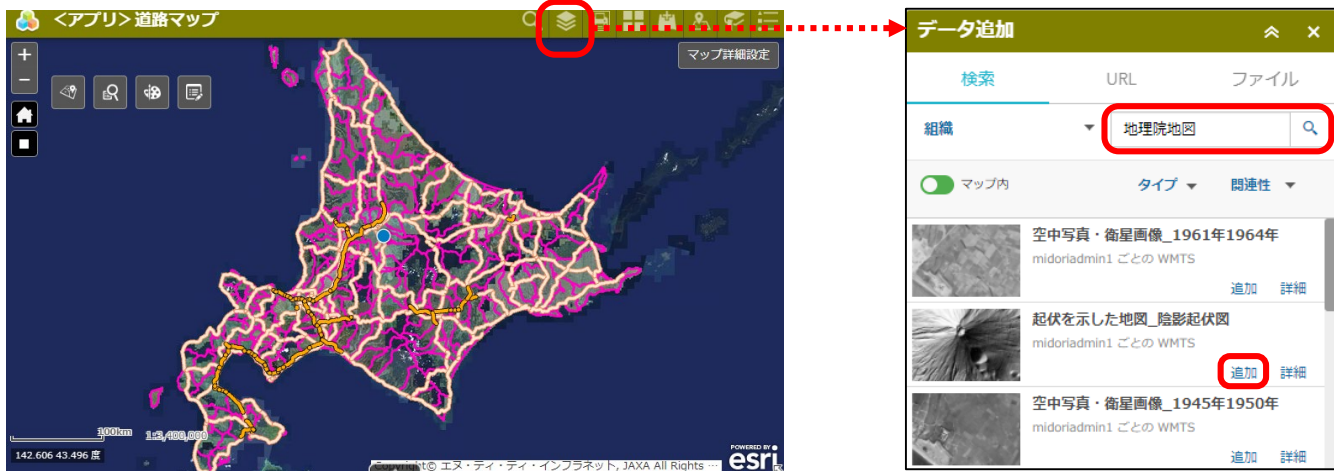 <アプリ>道路マップ
マップ詳細設定
100km
1:3,400,000
142.606 43.496 度
POWERED BY
esri
Copyright© エヌ・ティ・ティ・インフラネット, JAXA All Rights …
データ追加
検索 URL ファイル
組織 地理院地図
マップ内 タイプ 関連性
空中写真・衛星画像_1961年1964年
midoriadmin1 ごとの WMTS
追加 詳細
起伏を示した地図_陰影起伏図
midoriadmin1 ごとの WMTS
追加 詳細
空中写真・衛星画像_1945年1950年
midoriadmin1 ごとの WMTS
追加 詳細